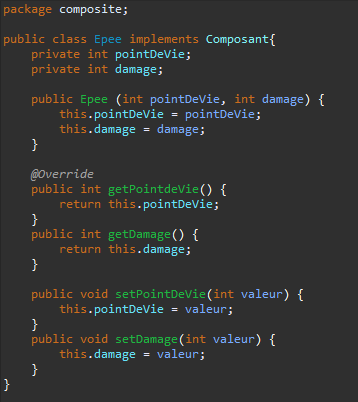 package composite;
public class Epee implements Composant{
private int pointDeVie;
private int damage;
public Epee (int pointDeVie, int damage) {
this.pointDeVie = pointDeVie;
this.damage = damage;
}
@Override
public int getPointdeVie() {
return this.pointDeVie;
}
public int getDamage() {
return this.damage;
}
public void setPointDeVie(int valeur) {
this.pointDeVie = valeur;
}
public void setDamage(int valeur) {
this.damage = valeur;
}
}